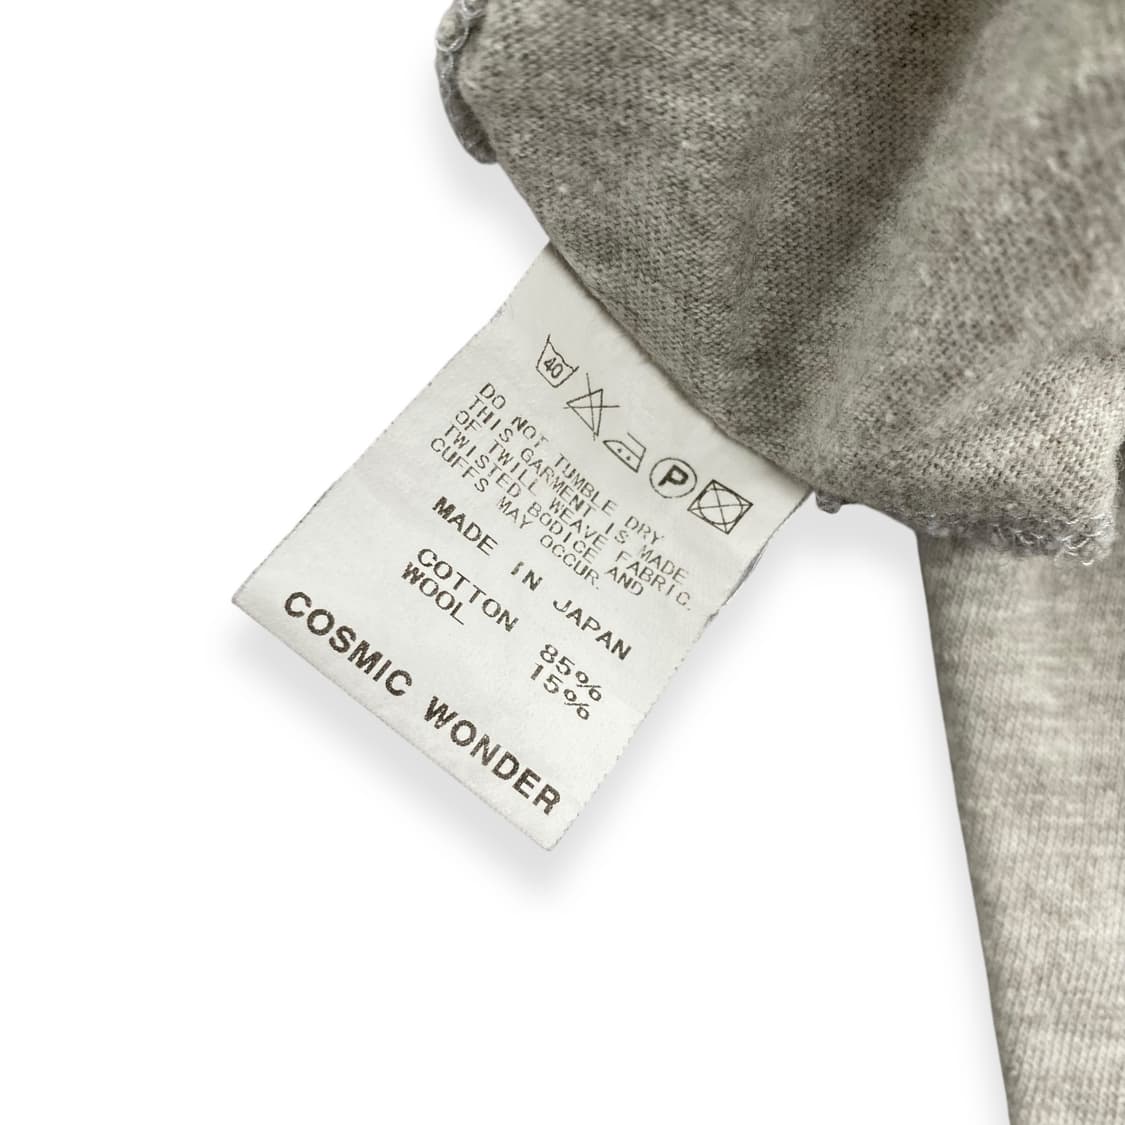 40
P
DO NOT TUMBLE DRY
THIS GARMENT IS MADE
OF TWILL WEAVE FABRIC.
TWISTED BODICE AND
CUFFS MAY OCCUR.
MADE IN JAPAN
COTTON 85%
WOOL 15%
COSMIC WONDER